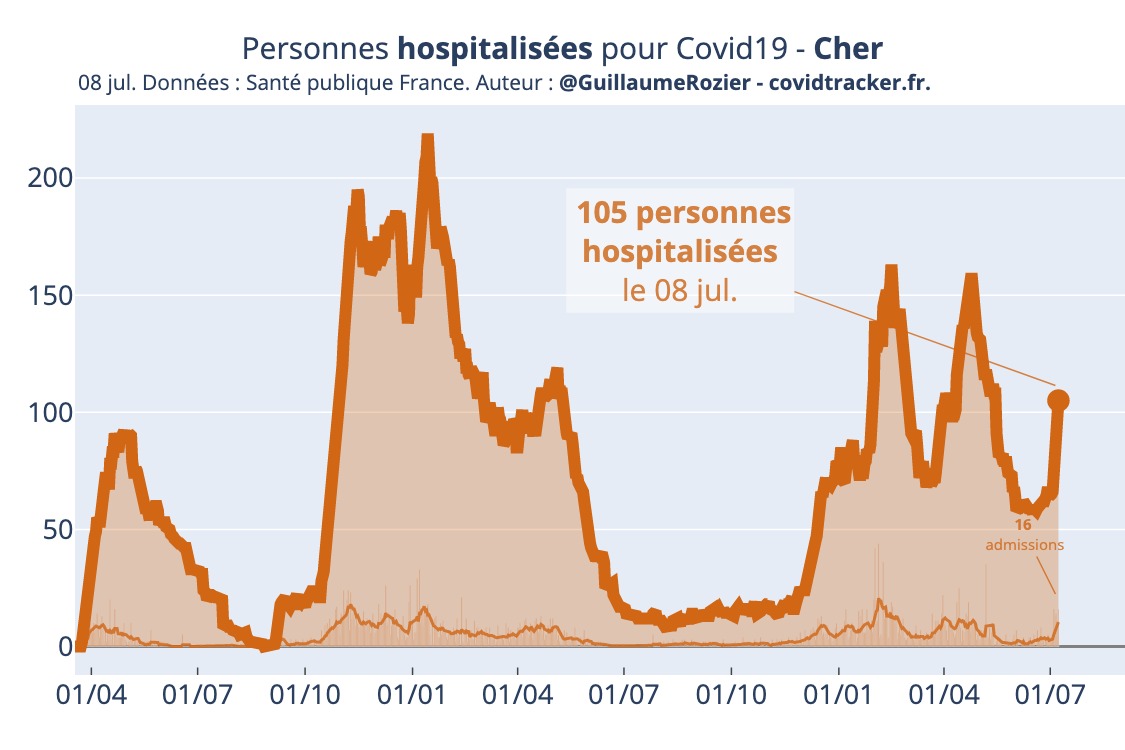 Personnes hospitalisées pour Covid19 - Cher
08 jul. Données : Santé publique France. Auteur : @GuillaumeRozier - covidtracker.fr.
200
150
100
50
0
105 personnes
hospitalisées
le 08 jul.
16
admissions
01/04 01/07 01/10 01/01 01/04 01/07 01/10 01/01 01/04 01/07